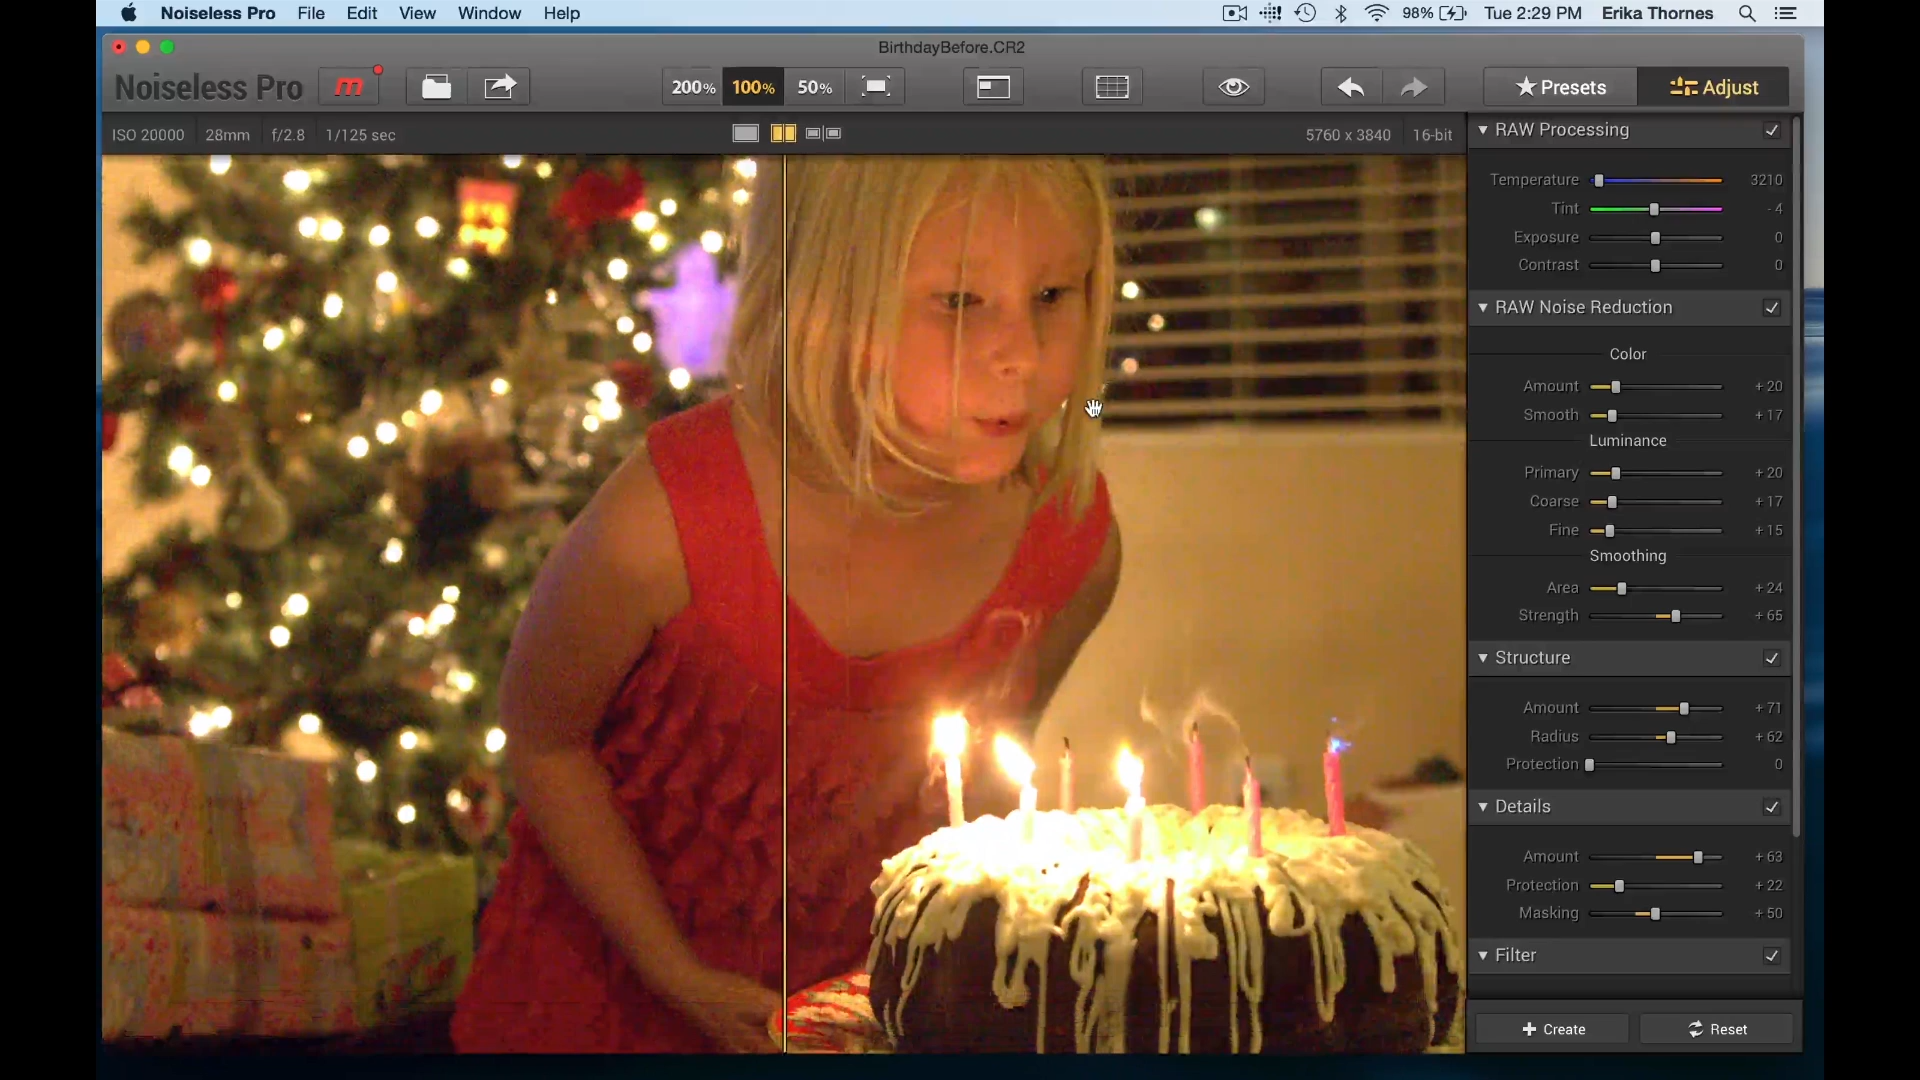 Noiseless Pro File Edit View Window Help 98% Tue 2:29 PM Erika Thornes
BirthdayBefore.CR2
Noiseless Pro m 200% 100% 50% Presets Adjust
ISO 20000 28mm f/2.8 1/125 sec 5760 x 3840 16-bit
RAW Processing
Temperature 3210
Tint -4
Exposure 0
Contrast 0
RAW Noise Reduction
Color
Amount +20
Smooth +17
Luminance
Primary +20
Coarse +17
Fine +15
Smoothing
Area +24
Strength +65
Structure
Amount +71
Radius +62
Protection 0
Details
Amount +63
Protection +22
Masking +50
Filter
+ Create Reset